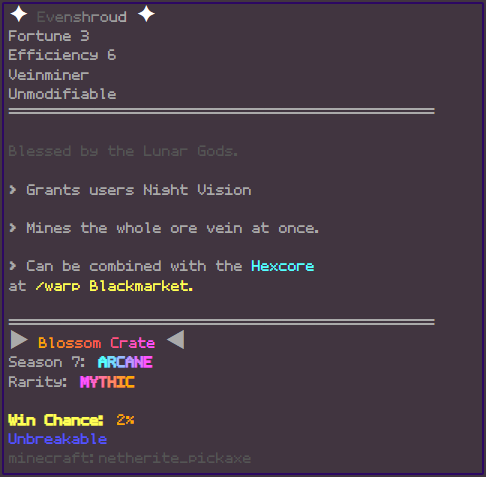 ✦ Evenshroud ✦
Fortune 3
Efficiency 6
Veinminer
Unmodifiable
Blessed by the Lunar Gods.
> Grants users Night Vision
> Mines the whole ore vein at once.
> Can be combined with the Hexcore
at /warp Blackmarket.
▶ Blossom Crate ◀
Season 7: ARCANE
Rarity: MYTHIC
Win Chance: 2%
Unbreakable
minecraft:netherite_pickaxe